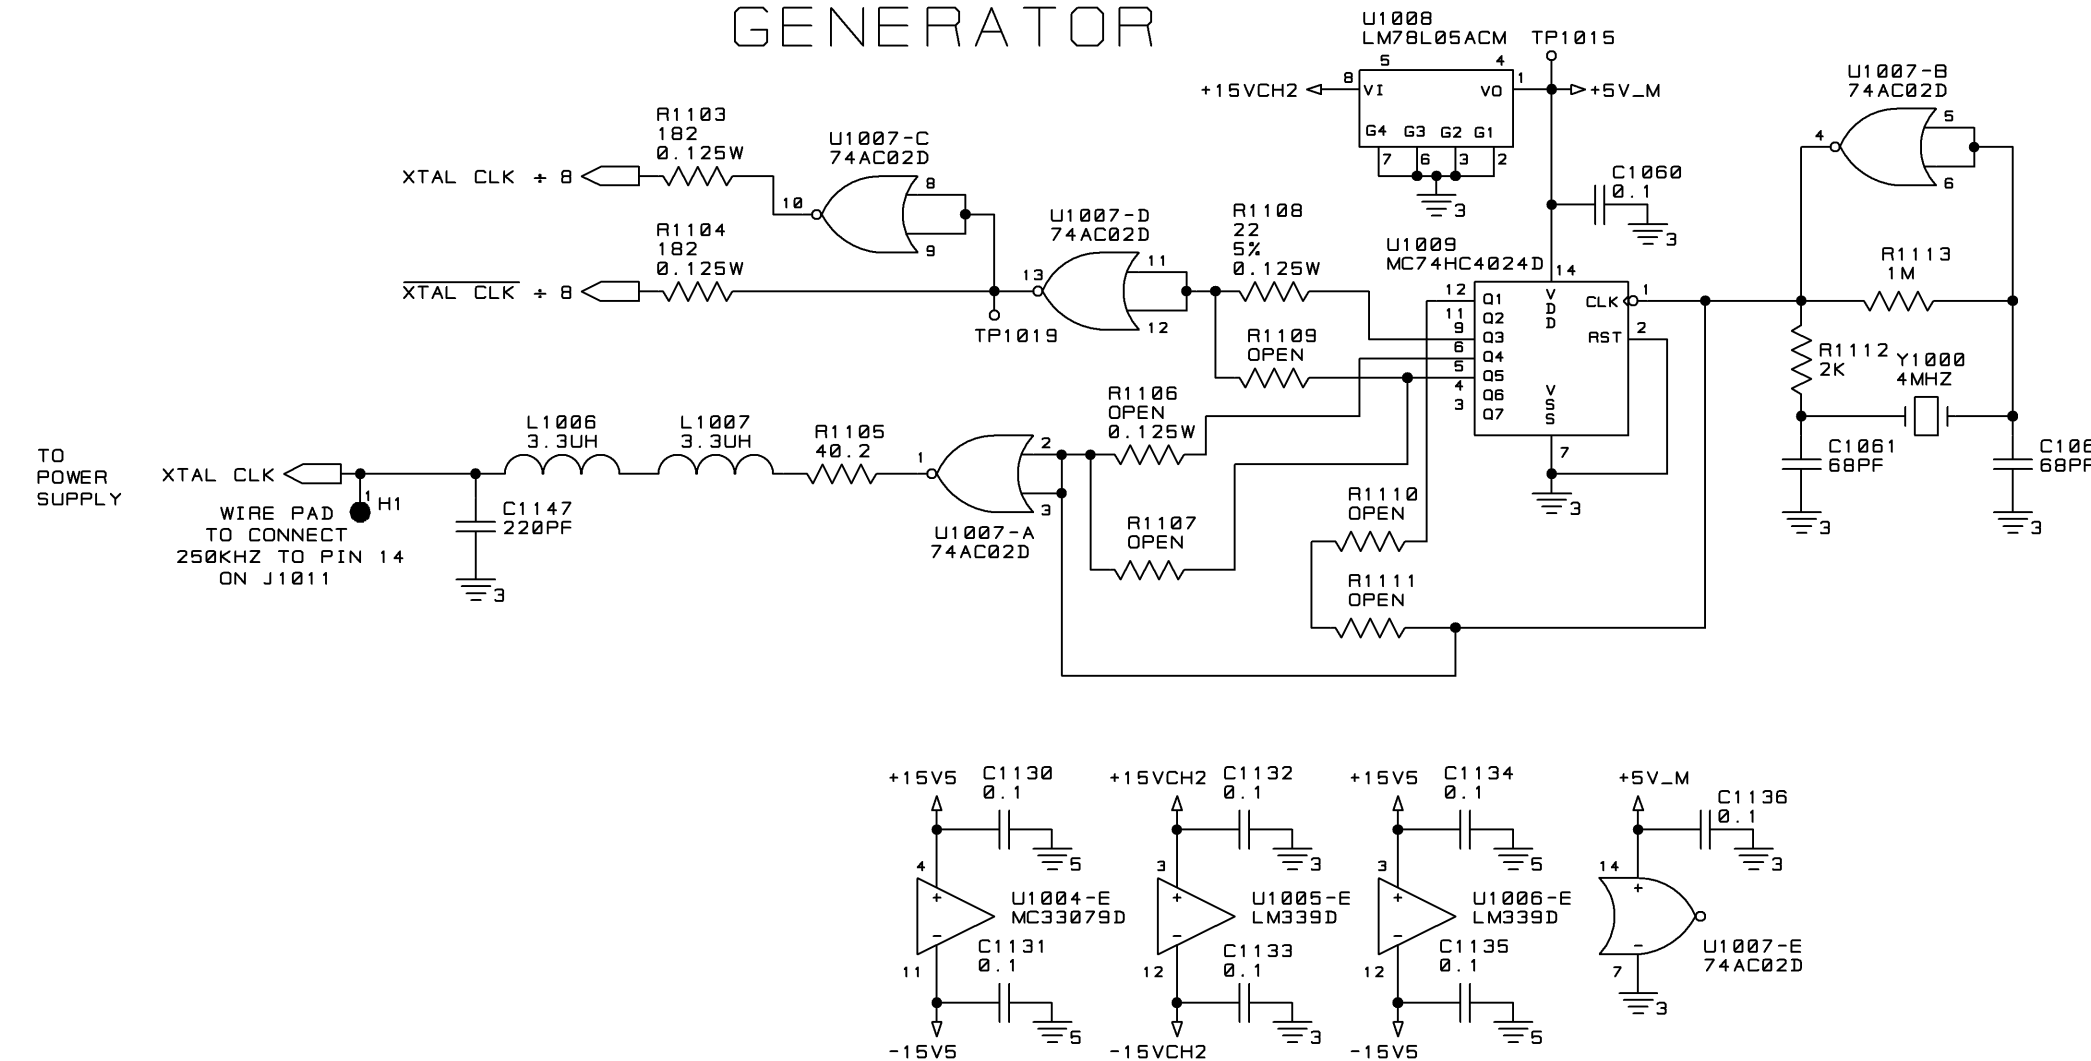 GENERATOR
U1008
LM78L05ACM
TP1015
5
4
8
1
+15VCH2
VI
VO
+5V_M
G4 G3 G2 G1
7
6
3
2
3
U1007-B
74AC02D
4
5
6
R1103
182
0.125W
XTAL CLK ÷ 8
U1007-C
74AC02D
10
8
9
C1060
0.1
3
R1104
182
0.125W
XTAL CLK ÷ 8
U1007-D
74AC02D
13
11
12
TP1019
R1108
22
5%
0.125W
R1109
OPEN
U1009
MC74HC4024D
14
12
11
9
6
5
4
3
Q1
Q2
Q3
Q4
Q5
Q6
Q7
VDD
VSS
CLK
RST
1
2
7
3
R1113
1M
R1112
2K
Y1000
4MHZ
C1061
68PF
3
3
R1106
OPEN
0.125W
L1006
3.3UH
L1007
3.3UH
R1105
40.2
1
2
3
U1007-A
74AC02D
TO
POWER
SUPPLY
XTAL CLK
1
H1
WIRE PAD
TO CONNECT
250KHZ TO PIN 14
ON J1011
C1147
220PF
3
R1107
OPEN
R1110
OPEN
R1111
OPEN
+15V5
C1130
0.1
5
4
+
-
U1004-E
MC33079D
11
C1131
0.1
5
-15V5
+15VCH2
C1132
0.1
3
3
+
-
U1005-E
LM339D
12
C1133
0.1
3
-15VCH2
+15V5
C1134
0.1
5
3
+
-
U1006-E
LM339D
12
C1135
0.1
5
-15V5
+5V_M
C1136
0.1
3
14
+
-
U1007-E
74AC02D
7
3